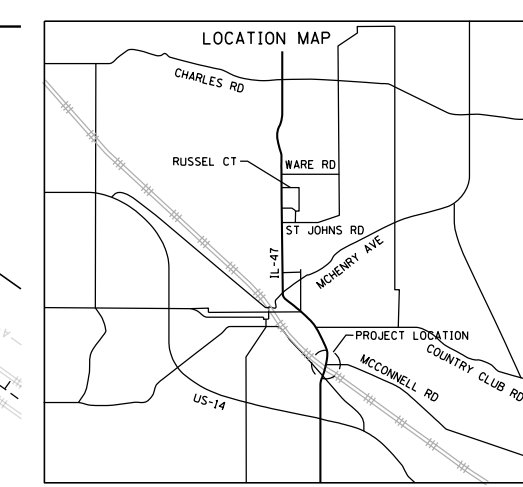 LOCATION MAP
CHARLES RD
RUSSEL CT
WARE RD
ST JOHNS RD
IL-47
MCHENRY AVE
PROJECT LOCATION
COUNTRY CLUB RD
MCCONNELL RD
US-14